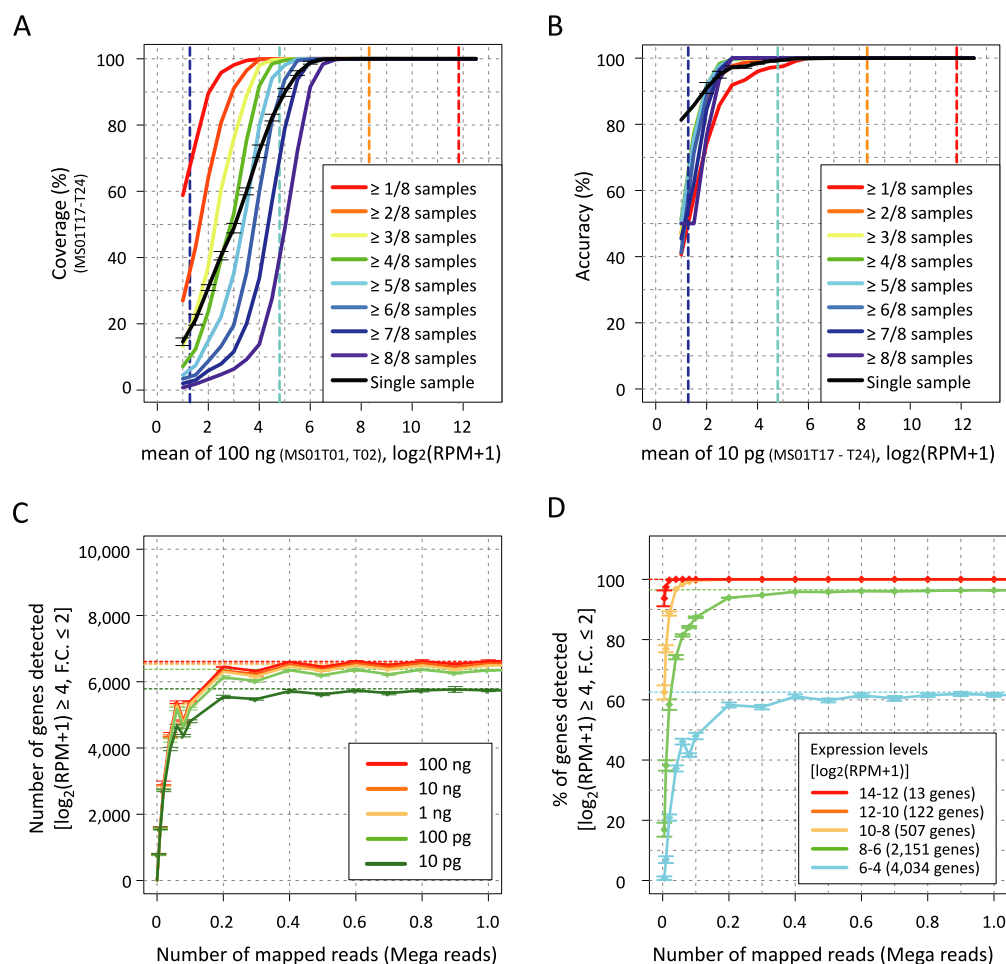 A
Coverage (%)
(MS01T17-T24)
100
80
60
40
20
0
≥ 1/8 samples
≥ 2/8 samples
≥ 3/8 samples
≥ 4/8 samples
≥ 5/8 samples
≥ 6/8 samples
≥ 7/8 samples
≥ 8/8 samples
Single sample
0 2 4 6 8 10 12
mean of 100 ng (MS01T01, T02), log2(RPM+1)
B
Accuracy (%)
100
80
60
40
20
0
≥ 1/8 samples
≥ 2/8 samples
≥ 3/8 samples
≥ 4/8 samples
≥ 5/8 samples
≥ 6/8 samples
≥ 7/8 samples
≥ 8/8 samples
Single sample
0 2 4 6 8 10 12
mean of 10 pg (MS01T17 - T24), log2(RPM+1)
C
Number of genes detected
[log2(RPM+1) ≥ 4, F.C. ≤ 2]
10,000
8,000
6,000
4,000
2,000
0
100 ng
10 ng
1 ng
100 pg
10 pg
0 0.2 0.4 0.6 0.8 1.0
Number of mapped reads (Mega reads)
D
% of genes detected
[log2(RPM+1) ≥ 4, F.C. ≤ 2]
100
80
60
40
20
0
Expression levels
[log2(RPM+1)]
14-12 (13 genes)
12-10 (122 genes)
10-8 (507 genes)
8-6 (2,151 genes)
6-4 (4,034 genes)
0 0.2 0.4 0.6 0.8 1.0
Number of mapped reads (Mega reads)